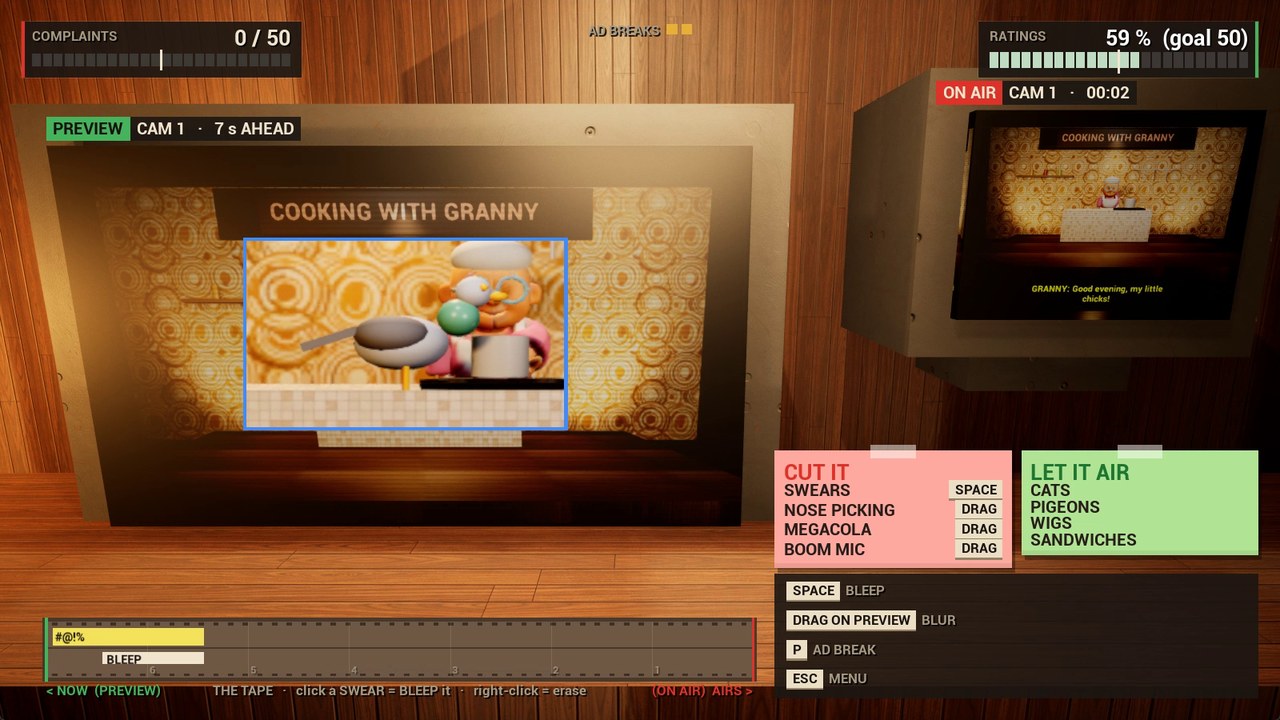 COMPLAINTS 0 / 50
AD BREAKS
RATINGS 59 % (goal 50)
ON AIR CAM 1 · 00:02
PREVIEW CAM 1 · 7 s AHEAD
COOKING WITH GRANNY
COOKING WITH GRANNY
GRANNY: Good evening, my little
chicks!
CUT IT
SWEARS SPACE
NOSE PICKING DRAG
MEGACOLA DRAG
BOOM MIC DRAG
LET IT AIR
CATS
PIGEONS
WIGS
SANDWICHES
SPACE BLEEP
DRAG ON PREVIEW BLUR
P AD BREAK
ESC MENU
#@!%
BLEEP
6 5 4 3 2 1
< NOW (PREVIEW) THE TAPE · click a SWEAR = BLEEP it · right-click = erase (ON AIR) AIRS >